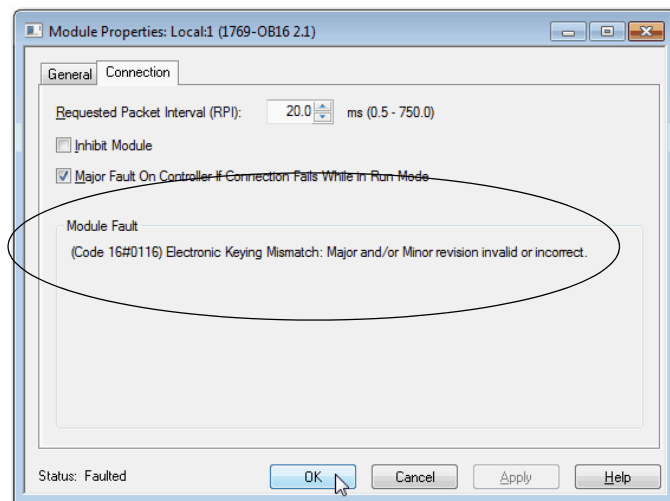 Module Properties: Local:1 (1769-OB16 2.1)
General Connection
Requested Packet Interval (RPI): 20.0 ms (0.5 - 750.0)
Inhibit Module
Major Fault On Controller If Connection Fails While in Run Mode
Module Fault
(Code 16#0116) Electronic Keying Mismatch: Major and/or Minor revision invalid or incorrect.
Status: Faulted OK Cancel Apply Help